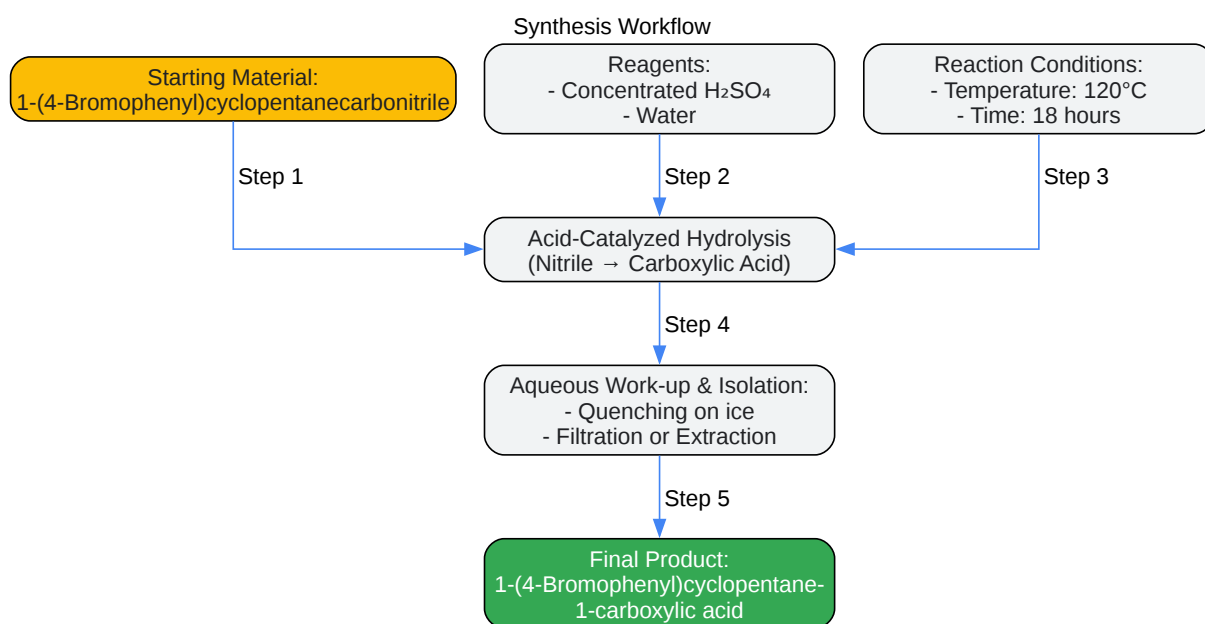 Synthesis Workflow
Starting Material:
1-(4-Bromophenyl)cyclopentanecarbonitrile
Reagents:
- Concentrated H₂SO₄
- Water
Reaction Conditions:
- Temperature: 120°C
- Time: 18 hours
Step 1
Step 2
Step 3
Acid-Catalyzed Hydrolysis
(Nitrile → Carboxylic Acid)
Step 4
Aqueous Work-up & Isolation:
- Quenching on ice
- Filtration or Extraction
Step 5
Final Product:
1-(4-Bromophenyl)cyclopentane-
1-carboxylic acid